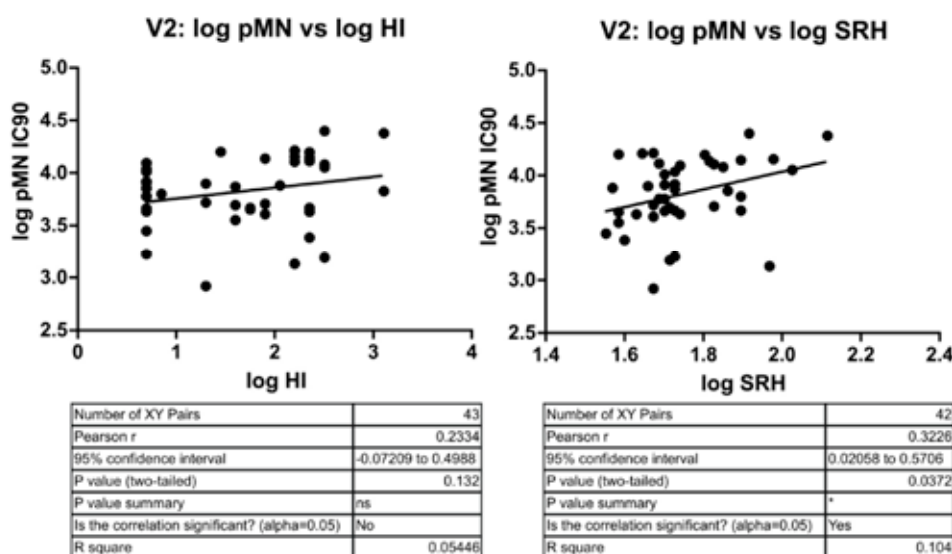 V2: log pMN vs log HI
log pMN IC90
5.0
4.5
4.0
3.5
3.0
2.5
0 1 2 3 4
log HI
Number of XY Pairs 43
Pearson r 0.2334
95% confidence interval -0.07209 to 0.4988
P value (two-tailed) 0.132
P value summary ns
Is the correlation significant? (alpha=0.05) No
R square 0.05446
V2: log pMN vs log SRH
log pMN IC90
5.0
4.5
4.0
3.5
3.0
2.5
1.4 1.6 1.8 2.0 2.2 2.4
log SRH
Number of XY Pairs 42
Pearson r 0.3226
95% confidence interval 0.02058 to 0.5706
P value (two-tailed) 0.0372
P value summary *
Is the correlation significant? (alpha=0.05) Yes
R square 0.104